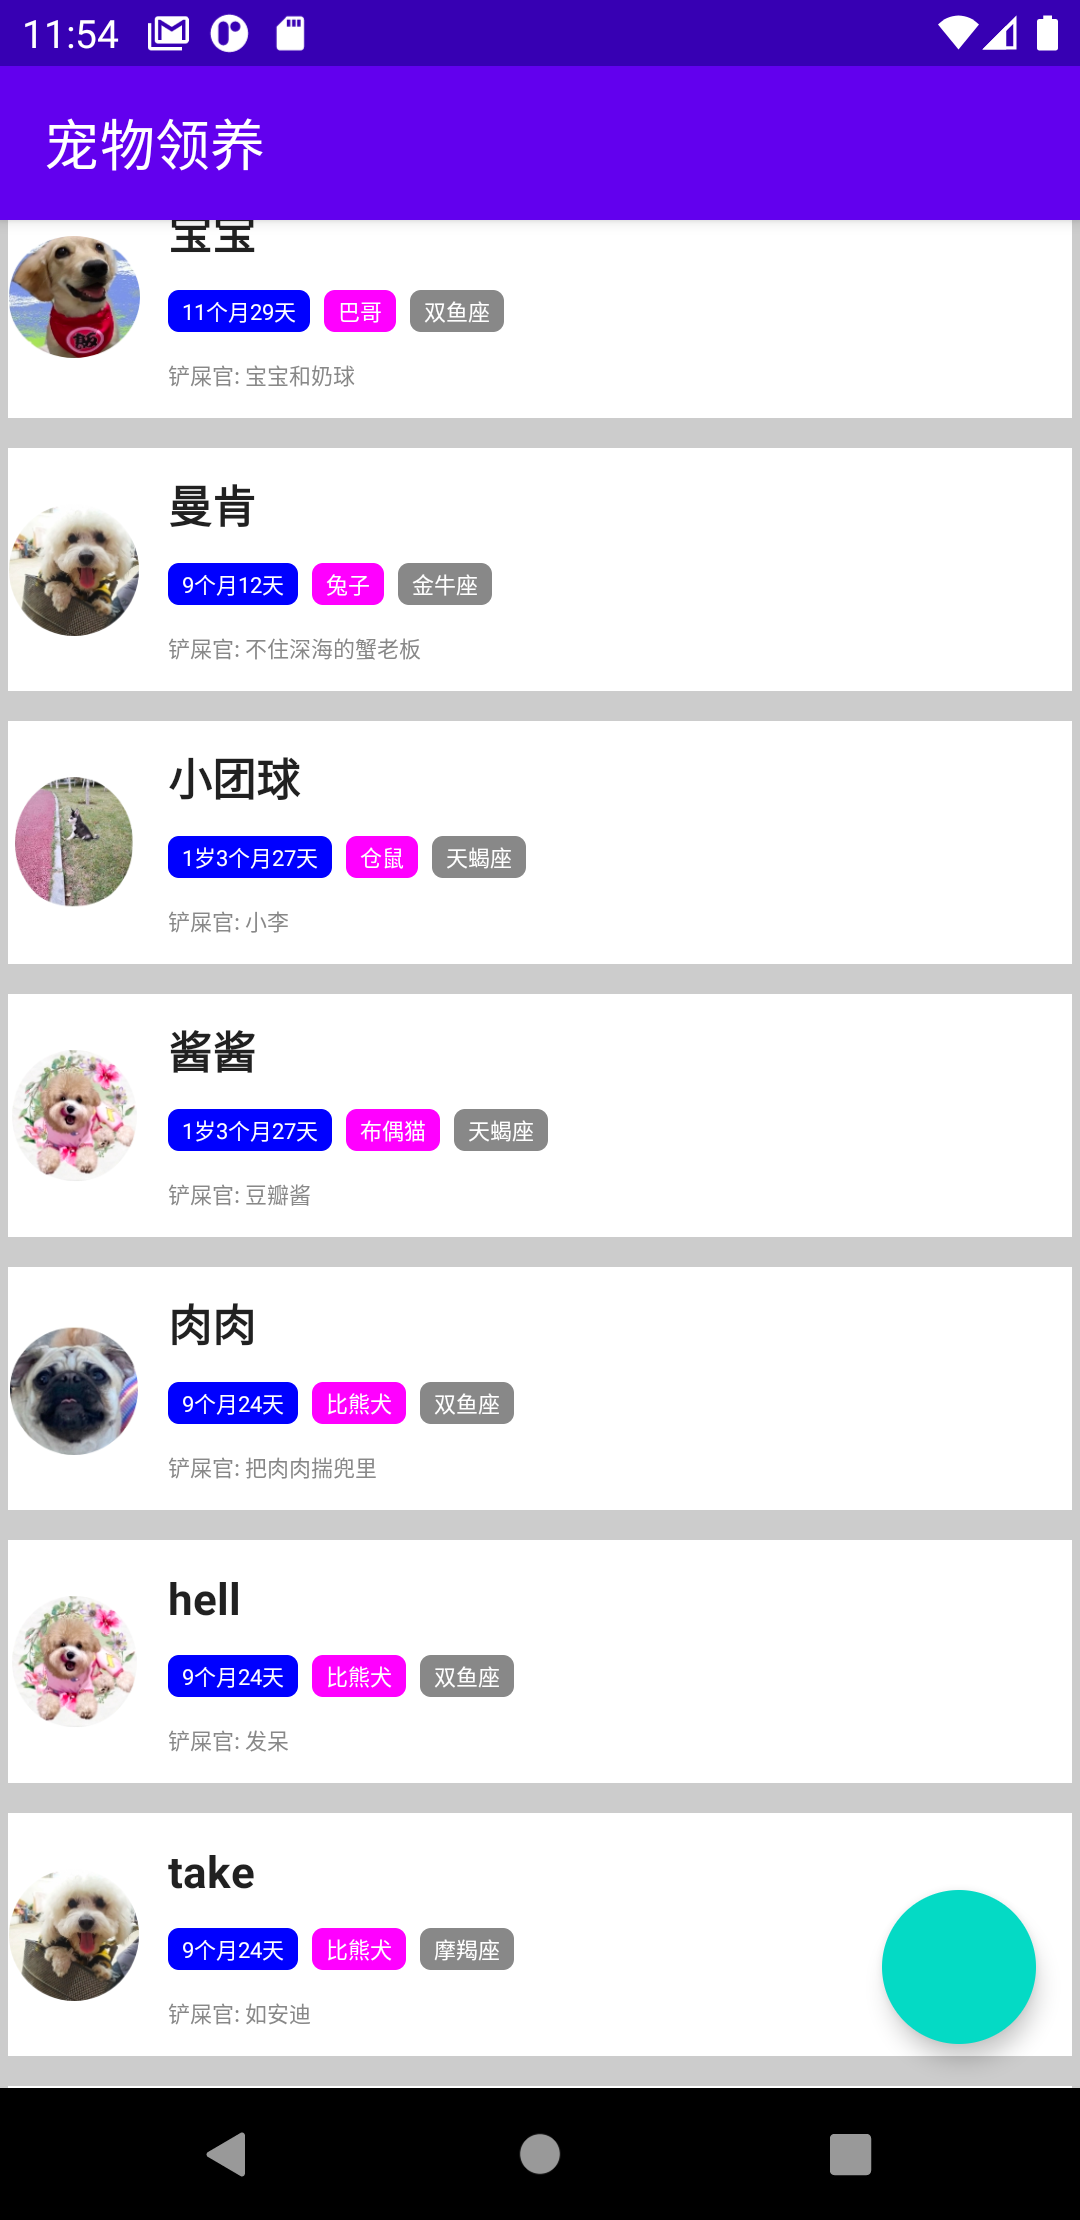 11:54
宠物领养
宝宝
11个月29天 巴哥 双鱼座
铲屎官: 宝宝和奶球
曼肯
9个月12天 兔子 金牛座
铲屎官: 不住深海的蟹老板
小团球
1岁3个月27天 仓鼠 天蝎座
铲屎官: 小李
酱酱
1岁3个月27天 布偶猫 天蝎座
铲屎官: 豆瓣酱
肉肉
9个月24天 比熊犬 双鱼座
铲屎官: 把肉肉揣兜里
hell
9个月24天 比熊犬 双鱼座
铲屎官: 发呆
take
9个月24天 比熊犬 摩羯座
铲屎官: 如安迪